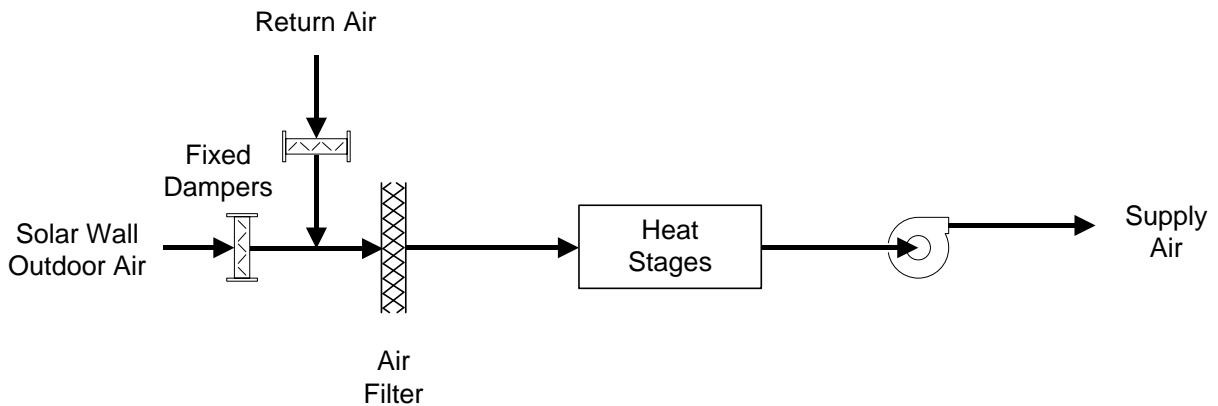 Return Air
Fixed
Dampers
Solar Wall
Outdoor Air
Heat
Stages
Supply
Air
Air
Filter